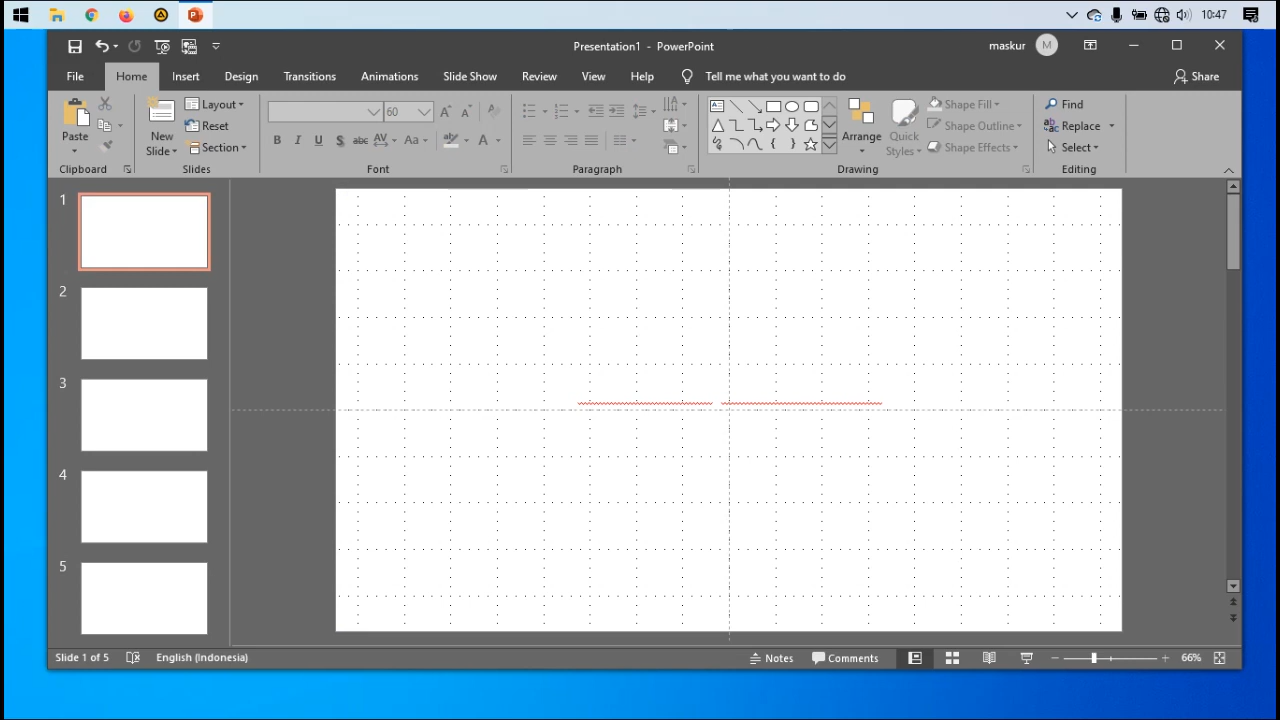 10:47
Presentation1 - PowerPoint
maskur
M
File Home Insert Design Transitions Animations Slide Show Review View Help Tell me what you want to do Share
Paste
Clipboard
New Slide
Layout
Reset
Section
Slides
60
B I U S abc AV Aa A
Font
Paragraph
Arrange
Quick Styles
Shape Fill
Shape Outline
Shape Effects
Drawing
Find
Replace
Select
Editing
1
2
3
4
5
Slide 1 of 5 English (Indonesia) Notes Comments 66%